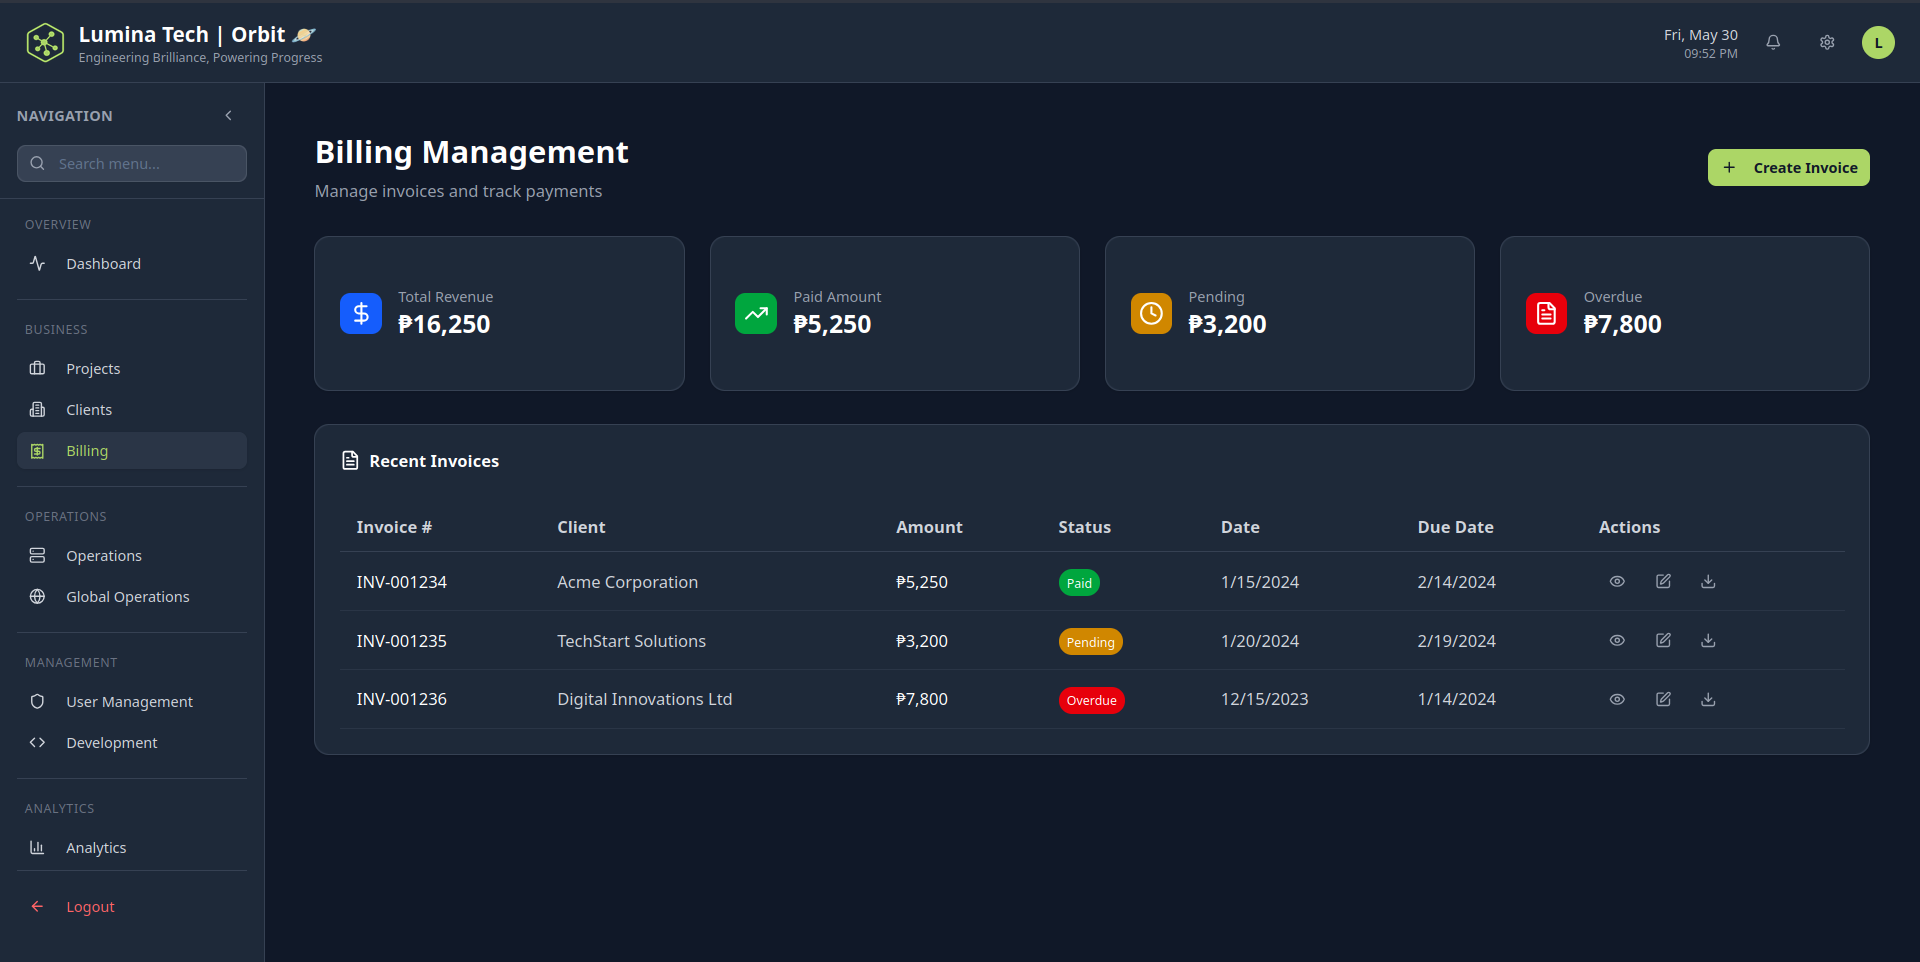 Lumina Tech | Orbit 🪐
Engineering Brilliance, Powering Progress
Fri, May 30
09:52 PM
L
NAVIGATION
Search menu...
OVERVIEW
Dashboard
BUSINESS
Projects
Clients
Billing
OPERATIONS
Operations
Global Operations
MANAGEMENT
User Management
Development
ANALYTICS
Analytics
Logout
Billing Management
Manage invoices and track payments
Create Invoice
Total Revenue
₱16,250
Paid Amount
₱5,250
Pending
₱3,200
Overdue
₱7,800
Recent Invoices
Invoice # Client Amount Status Date Due Date Actions
INV-001234 Acme Corporation ₱5,250 Paid 1/15/2024 2/14/2024
INV-001235 TechStart Solutions ₱3,200 Pending 1/20/2024 2/19/2024
INV-001236 Digital Innovations Ltd ₱7,800 Overdue 12/15/2023 1/14/2024